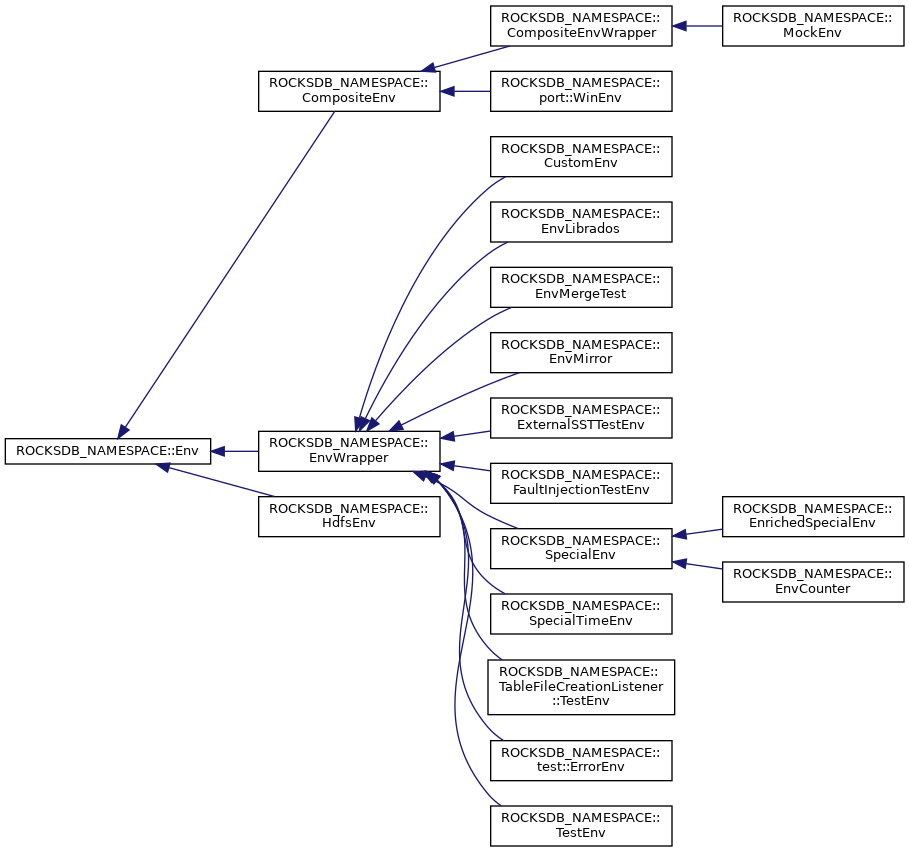 ROCKSDB_NAMESPACE::
CompositeEnvWrapper
ROCKSDB_NAMESPACE::
MockEnv
ROCKSDB_NAMESPACE::
CompositeEnv
ROCKSDB_NAMESPACE::
port::WinEnv
ROCKSDB_NAMESPACE::
CustomEnv
ROCKSDB_NAMESPACE::
EnvLibrados
ROCKSDB_NAMESPACE::
EnvMergeTest
ROCKSDB_NAMESPACE::
EnvMirror
ROCKSDB_NAMESPACE::
ExternalSSTTestEnv
ROCKSDB_NAMESPACE::Env
ROCKSDB_NAMESPACE::
EnvWrapper
ROCKSDB_NAMESPACE::
FaultInjectionTestEnv
ROCKSDB_NAMESPACE::
HdfsEnv
ROCKSDB_NAMESPACE::
EnrichedSpecialEnv
ROCKSDB_NAMESPACE::
SpecialEnv
ROCKSDB_NAMESPACE::
EnvCounter
ROCKSDB_NAMESPACE::
SpecialTimeEnv
ROCKSDB_NAMESPACE::
TableFileCreationListener
::TestEnv
ROCKSDB_NAMESPACE::
test::ErrorEnv
ROCKSDB_NAMESPACE::
TestEnv